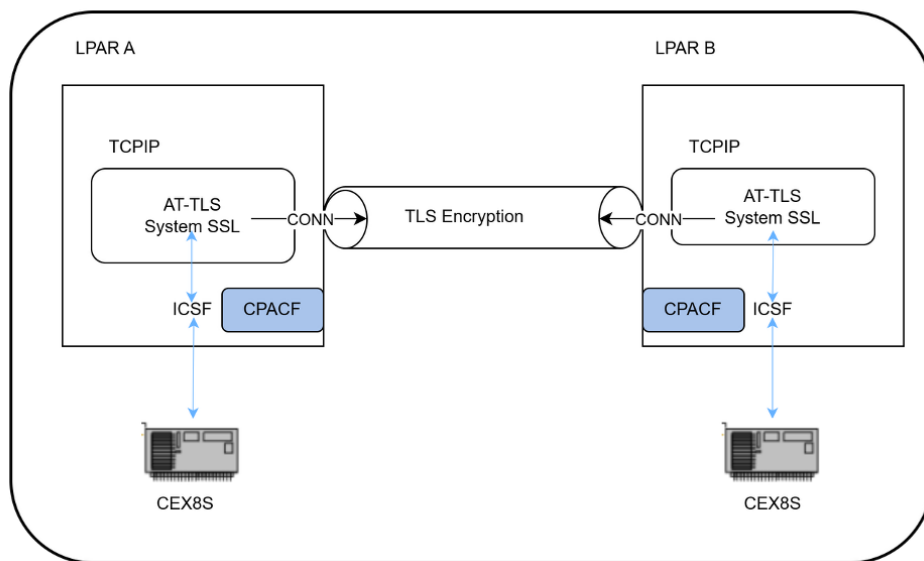 LPAR A
LPAR B
TCPIP
TCPIP
AT-TLS
System SSL
CONN
TLS Encryption
CONN
AT-TLS
System SSL
ICSF
CPACF
CPACF
ICSF
CEX8S
CEX8S